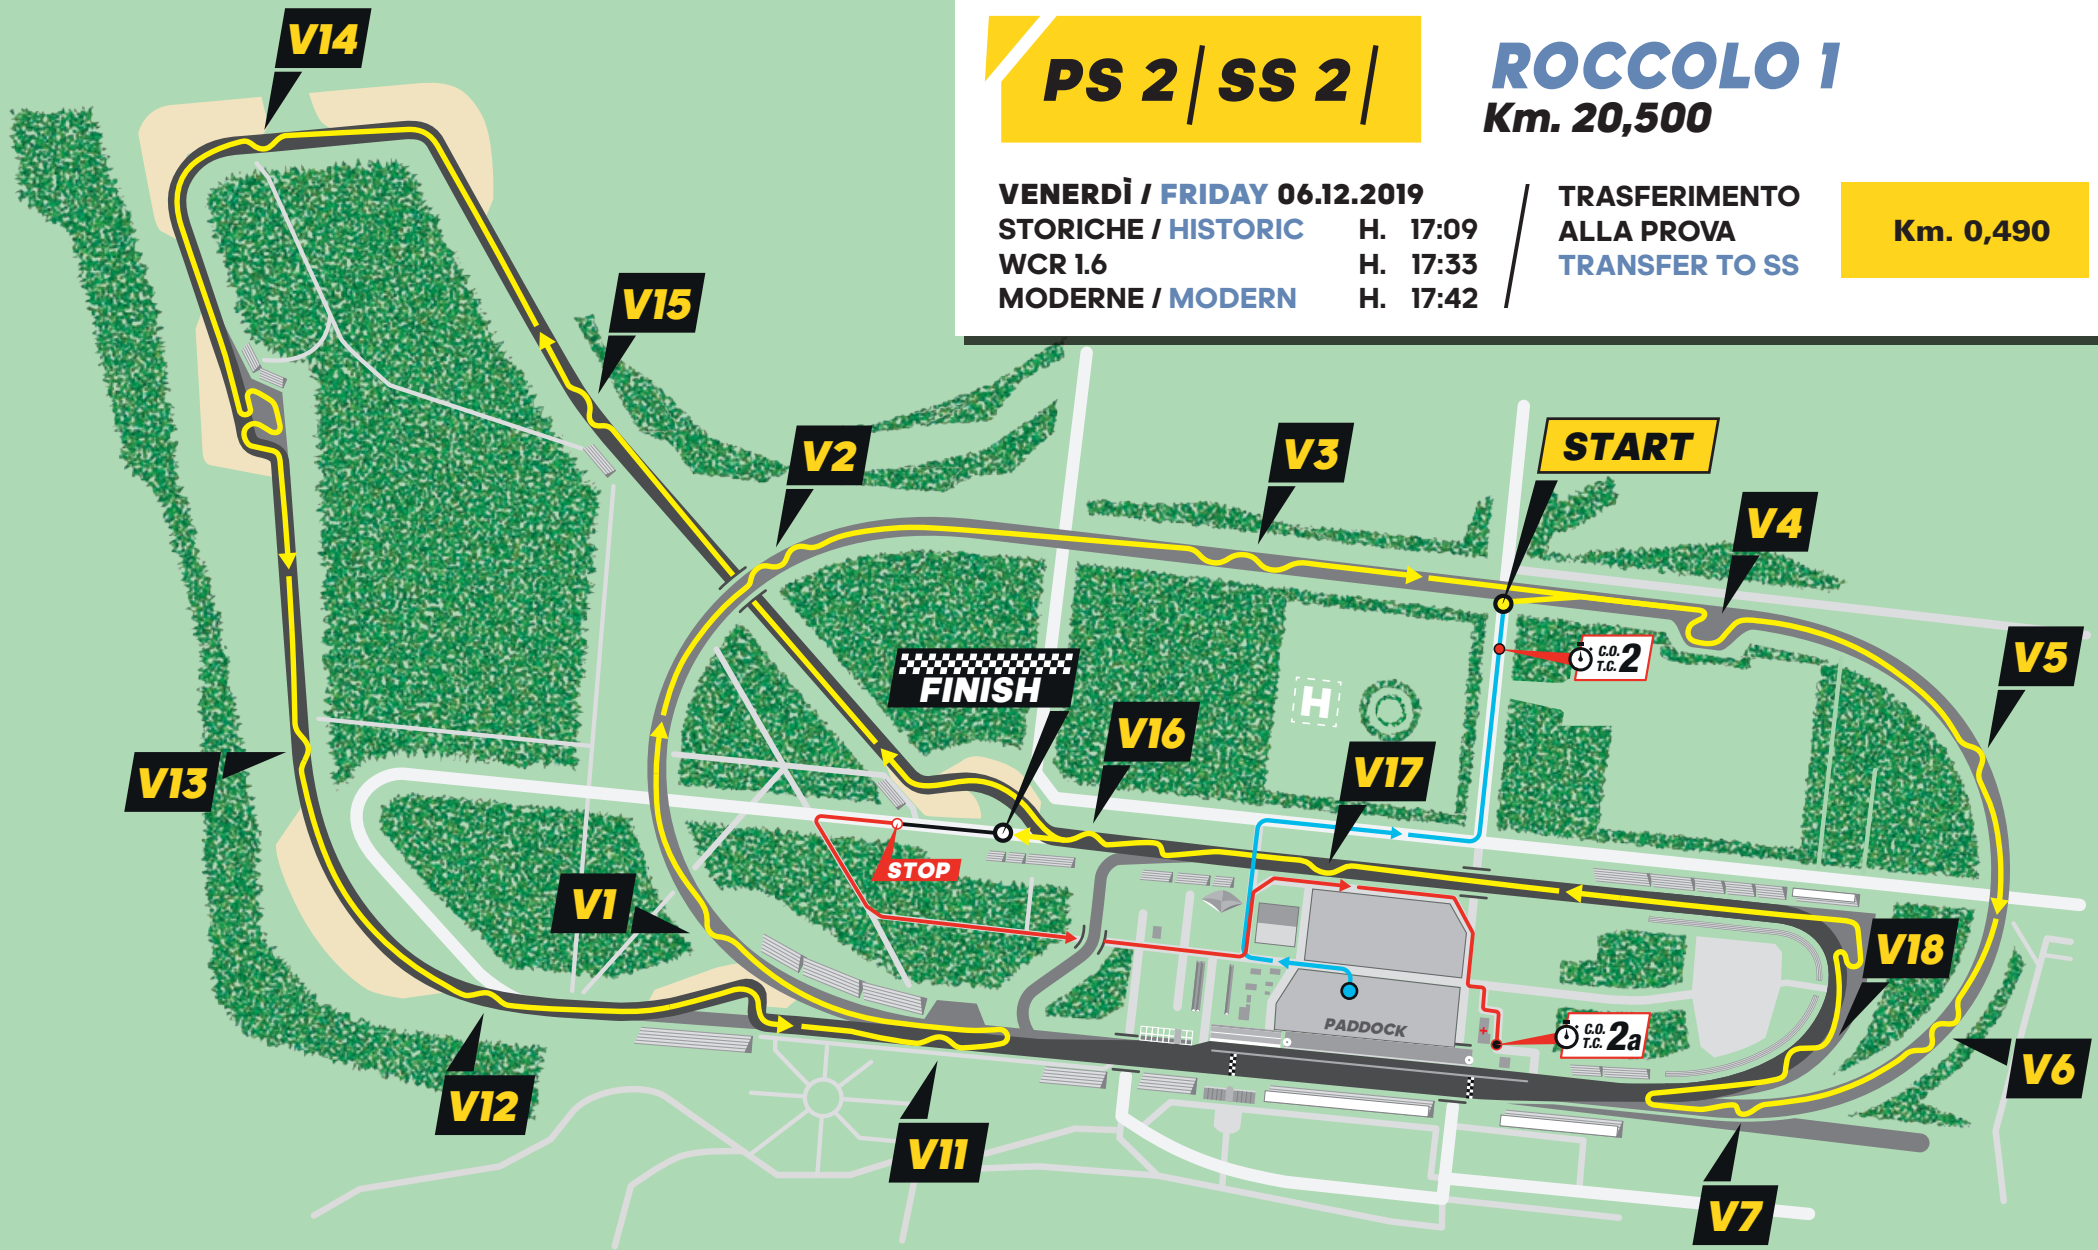 PS 2 / SS 2 /
ROCCOLO 1
Km. 20,500
VENERDÌ / FRIDAY 06.12.2019
STORICHE / HISTORIC H. 17:09
WCR 1.6 H. 17:33
MODERNE / MODERN H. 17:42
TRASFERIMENTO
ALLA PROVA
TRANSFER TO SS
Km. 0,490
V14
V15
V2
V3
START
V4
V5
C.O.
T.C. 2
H
FINISH
V16
V17
V13
STOP
V1
V18
PADDOCK
C.O.
T.C. 2a
V6
V12
V11
V7